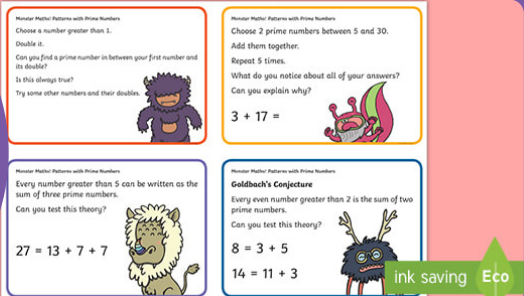 Monster Maths! Patterns with Prime Numbers
Choose a number greater than 1.
Double it.
Can you find a prime number in between your first number and
its double?
Is this always true?
Try some other numbers and their doubles.
Monster Maths! Patterns with Prime Numbers
Choose 2 prime numbers between 5 and 30.
Add them together.
Repeat 5 times.
What do you notice about all of your answers?
Can you explain why?
3 + 17 =
Monster Maths! Patterns with Prime Numbers
Every number greater than 5 can be written as the
sum of three prime numbers.
Can you test this theory?
27 = 13 + 7 + 7
Monster Maths! Patterns with Prime Numbers
Goldbach's Conjecture
Every even number greater than 2 is the sum of two
prime numbers.
Can you test this theory?
8 = 3 + 5
14 = 11 + 3
ink saving Eco